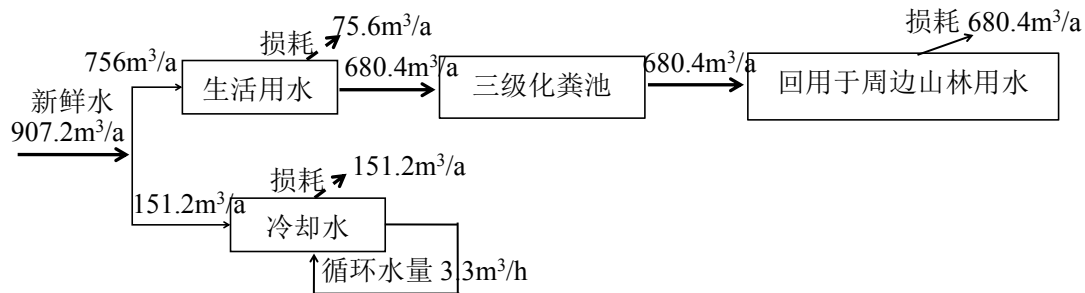 损耗 75.6m³/a
损耗 680.4m³/a
756m³/a
生活用水
680.4m³/a
三级化粪池
680.4m³/a
回用于周边山林用水
新鲜水
907.2m³/a
损耗 151.2m³/a
151.2m³/a
冷却水
循环水量 3.3m³/h